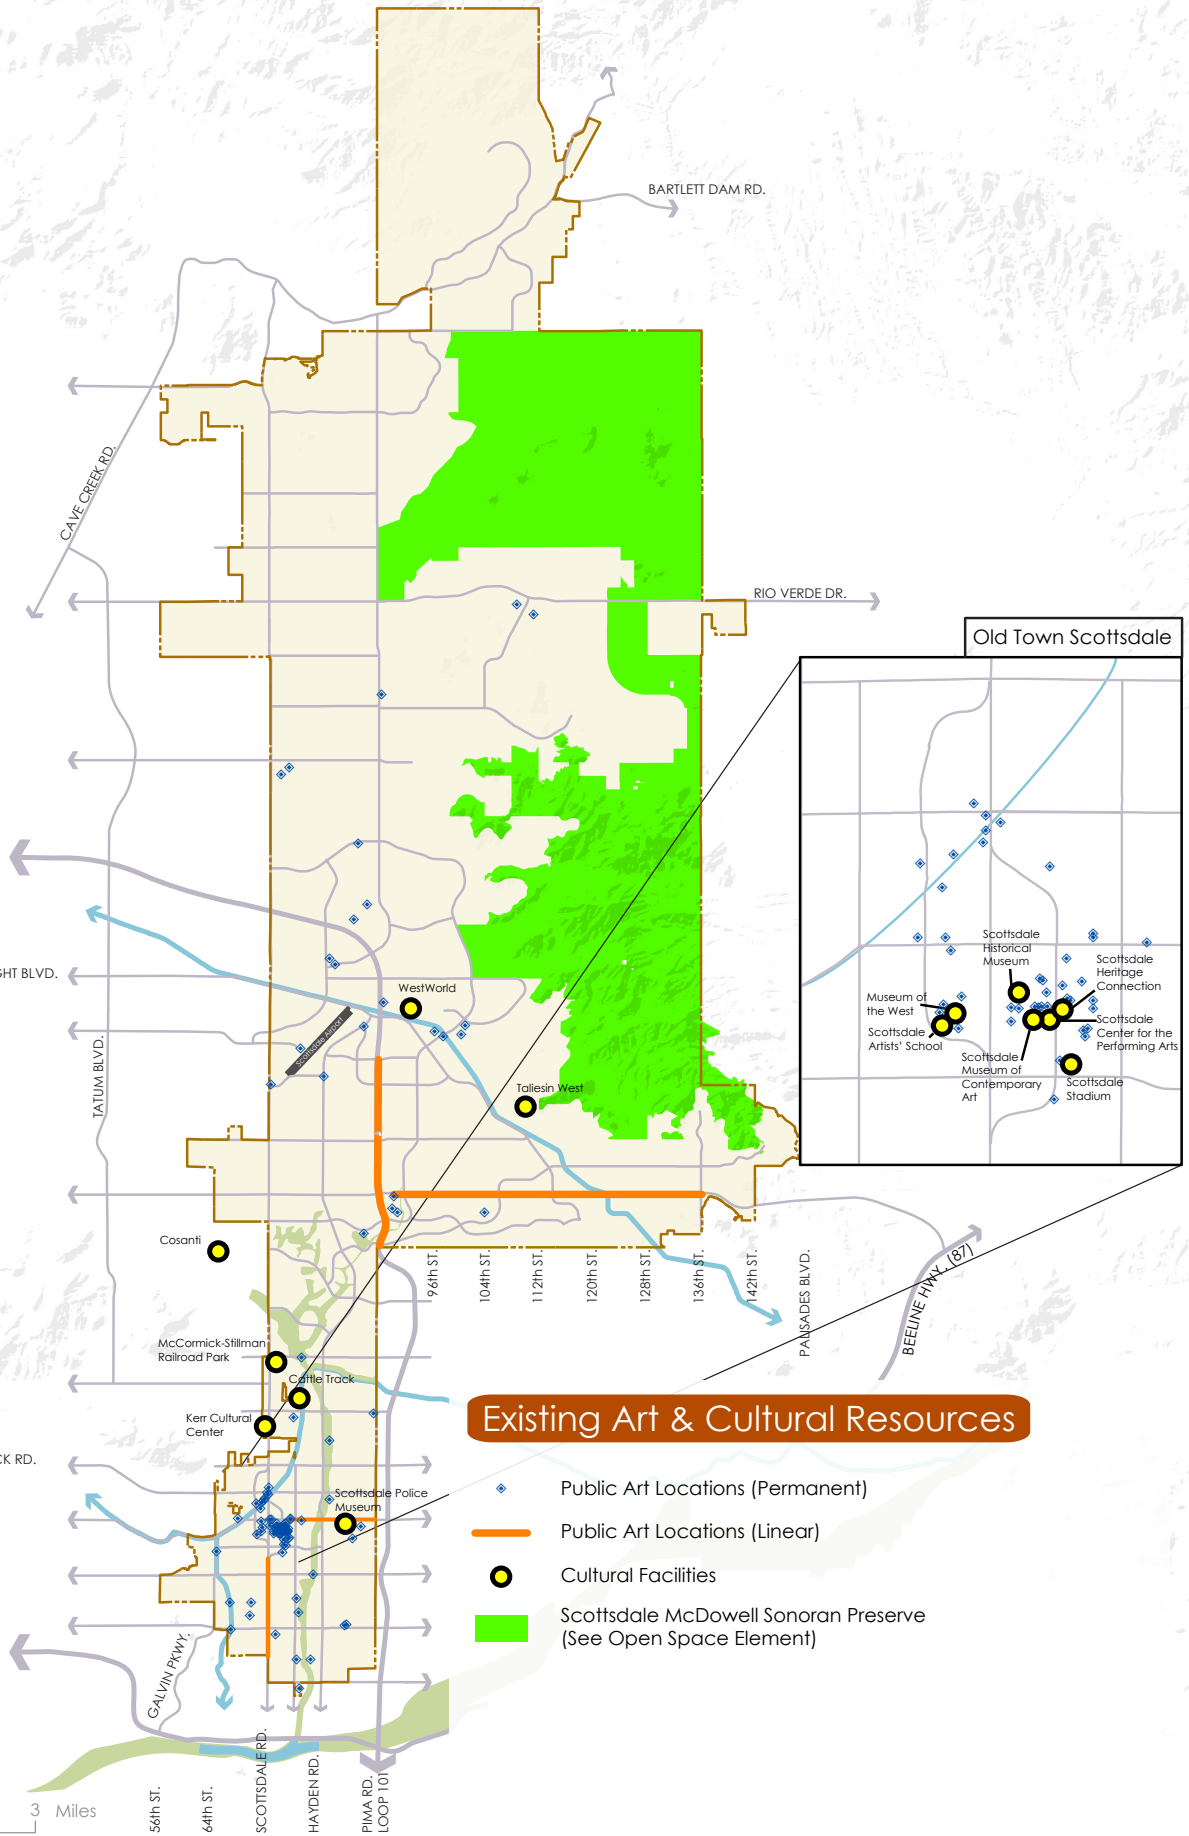 BARTLETT DAM RD.
CAVE CREEK RD.
RIO VERDE DR.
Old Town Scottsdale
Scottsdale
Historical
Museum
Scottsdale
Heritage
Connection
Museum of
the West
Scottsdale
Artists' School
Scottsdale
Center for the
Performing Arts
Scottsdale
Museum of
Contemporary
Art
Scottsdale
Stadium
GHT BLVD.
WestWorld
Scottsdale Airport
TATUM BLVD.
Taliesin West
Cosanti
96th ST.
104th ST.
112th ST.
120th ST.
128th ST.
136th ST.
142th ST.
PALISADES BLVD.
BEELINE HWY. (87)
McCormick-Stillman
Railroad Park
Cattle Track
Kerr Cultural
Center
CK RD.
Scottsdale Police
Museum
Existing Art & Cultural Resources
Public Art Locations (Permanent)
Public Art Locations (Linear)
Cultural Facilities
Scottsdale McDowell Sonoran Preserve
(See Open Space Element)
GALVIN PKWY.
56th ST.
64th ST.
SCOTTSDALE RD.
HAYDEN RD.
PIMA RD.
LOOP 101
3 Miles